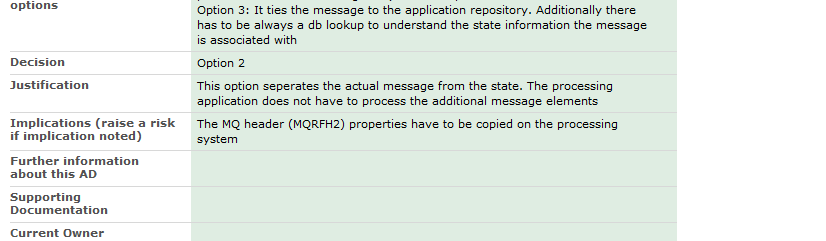 options
Option 3: It ties the message to the application repository. Additionally there
has to be always a db lookup to understand the state information the message
is associated with
Decision
Option 2
Justification
This option seperates the actual message from the state. The processing
application does not have to process the additional message elements
Implications (raise a risk
if implication noted)
The MQ header (MQRFH2) properties have to be copied on the processing
system
Further information
about this AD
Supporting
Documentation
Current Owner